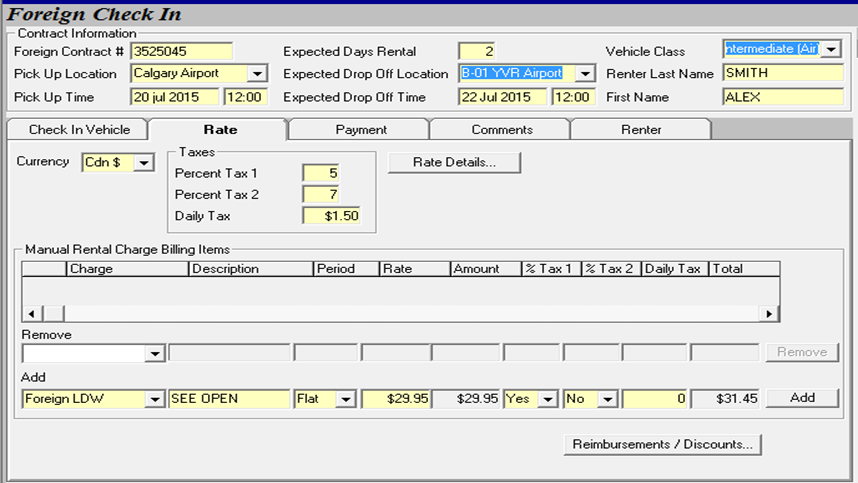 Foreign Check In
Contract Information
Foreign Contract # 3525045 Expected Days Rental 2 Vehicle Class ntermediate (Air)
Pick Up Location Calgary Airport Expected Drop Off Location B-01 YVR Airport Renter Last Name SMITH
Pick Up Time 20 jul 2015 12:00 Expected Drop Off Time 22 Jul 2015 12:00 First Name ALEX
Check In Vehicle Rate Payment Comments Renter
Currency Cdn $ Taxes Rate Details...
Percent Tax 1 5
Percent Tax 2 7
Daily Tax $1.50
Manual Rental Charge Billing Items
Charge Description Period Rate Amount % Tax 1 % Tax 2 Daily Tax Total
Remove
Remove
Add
Foreign LDW SEE OPEN Flat $29.95 $29.95 Yes No 0 $31.45 Add
Reimbursements / Discounts...